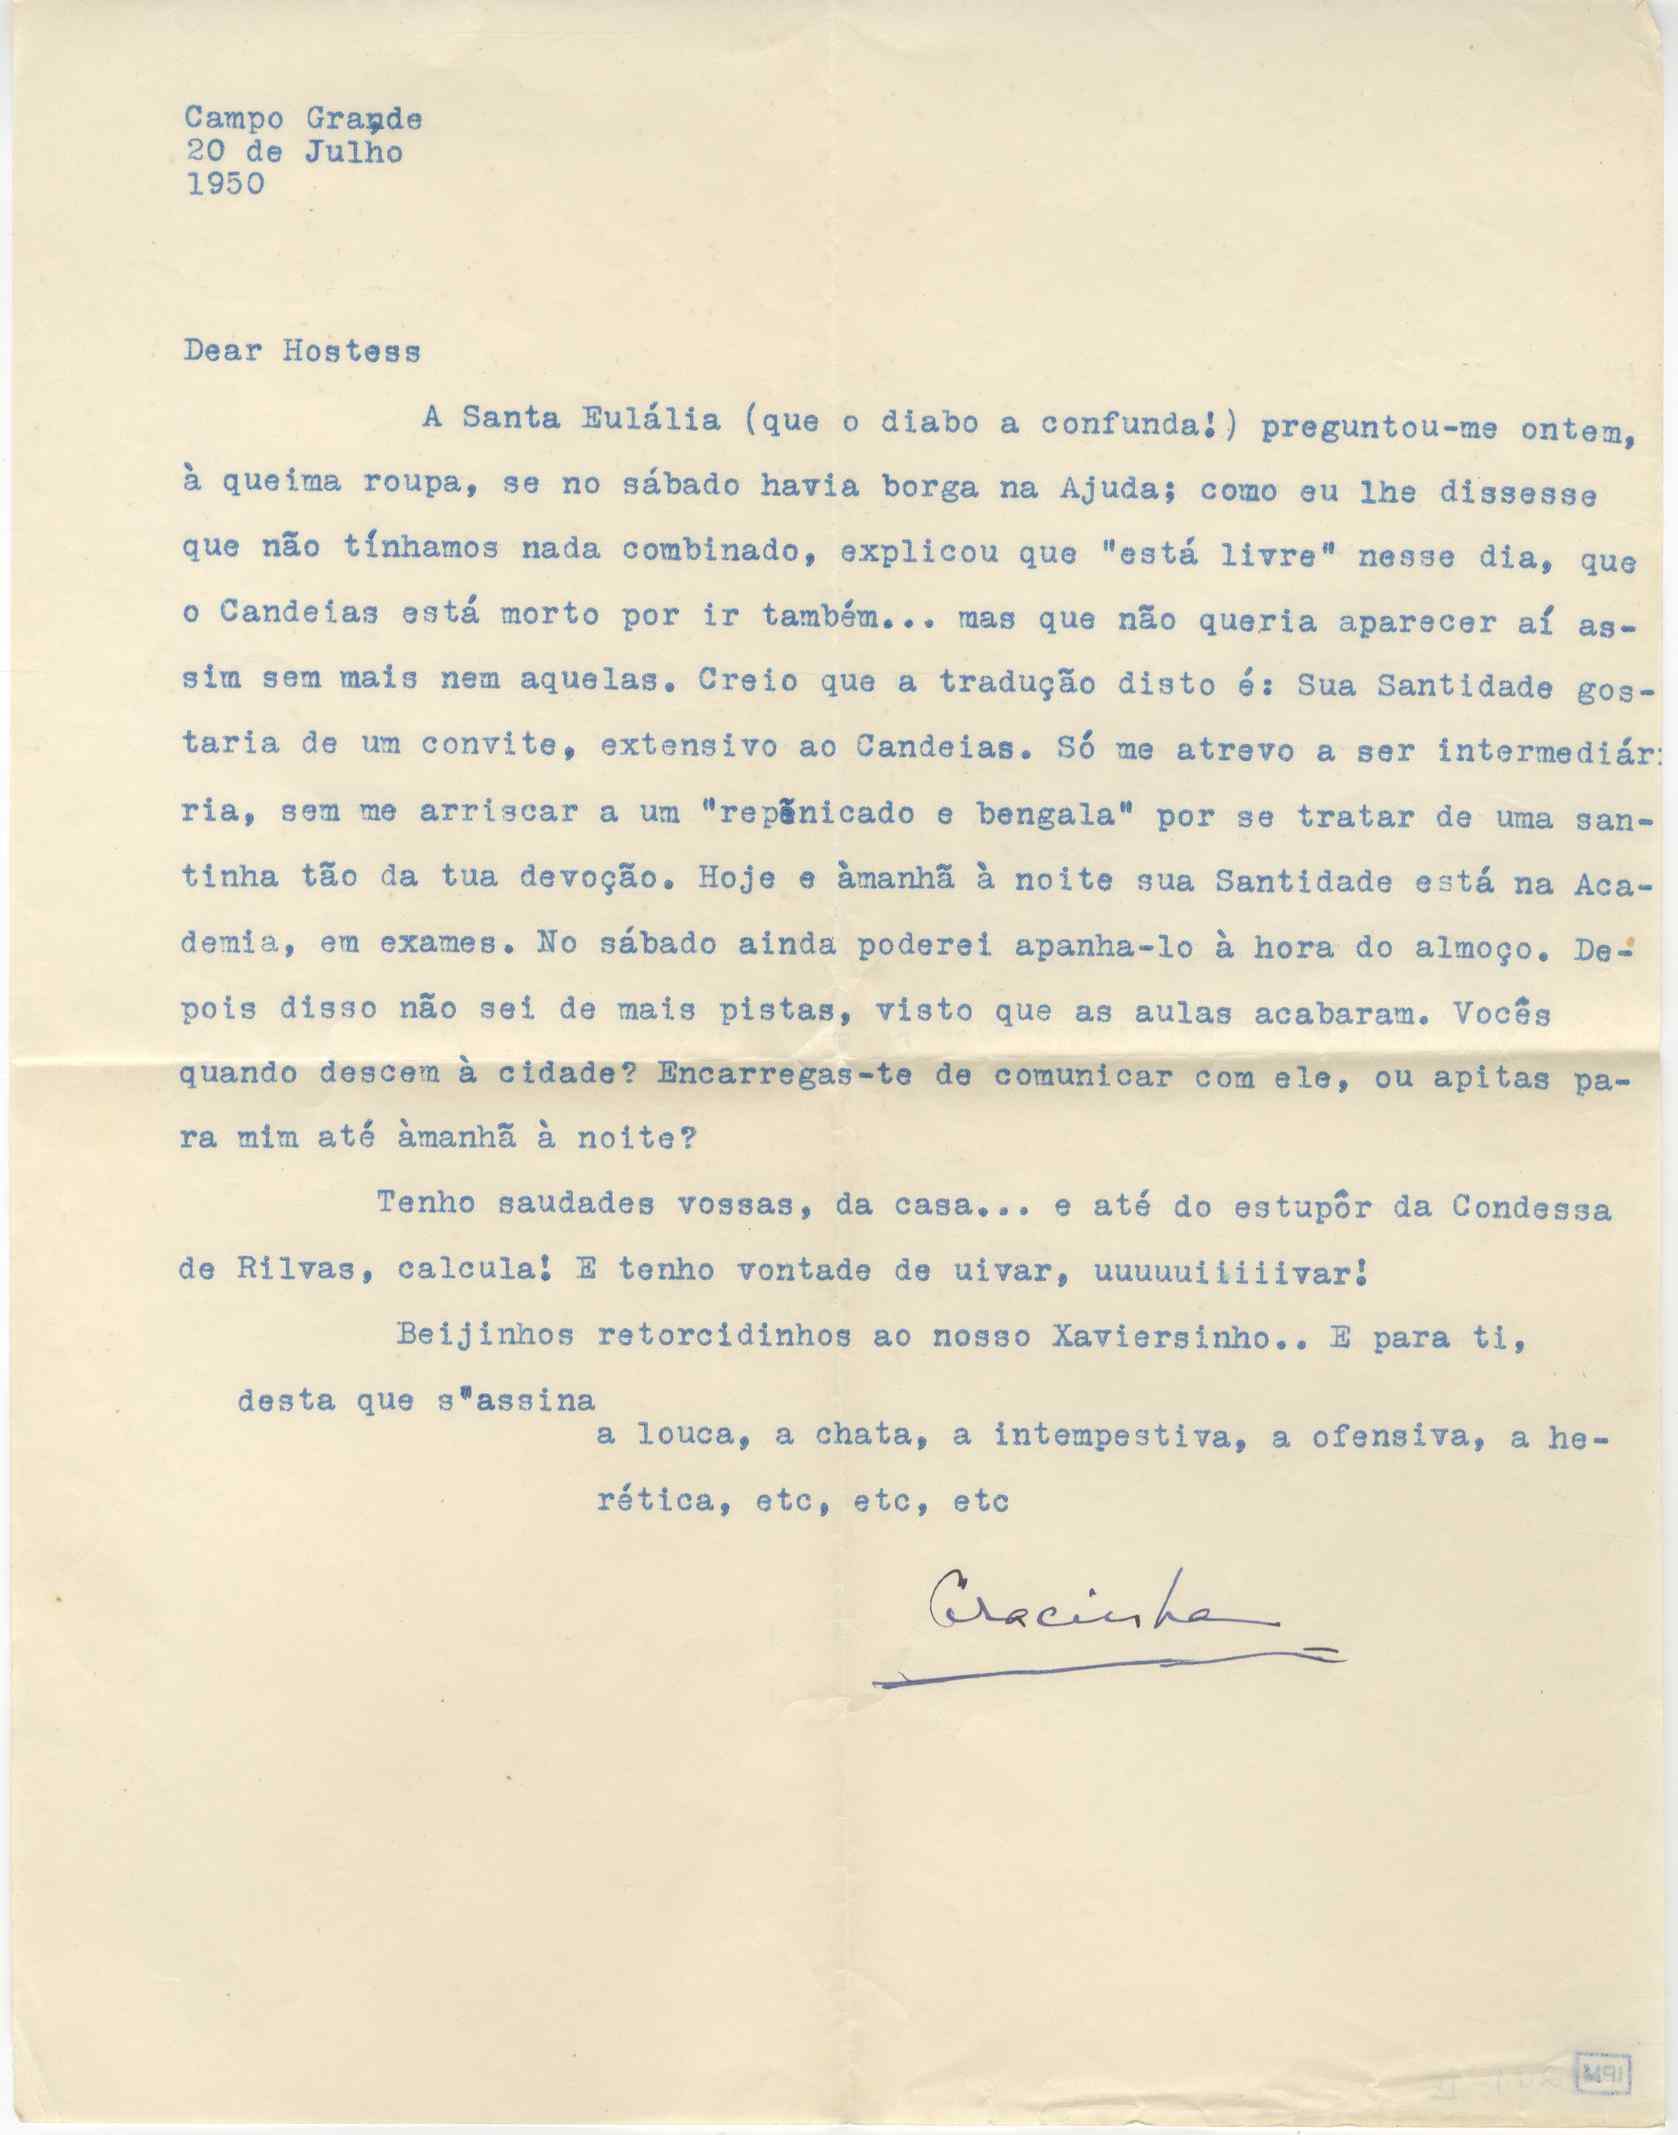 Campo Grande
20 de Julho
1950
Dear Hostess
A Santa Eulália (que o diabo a confunda!) preguntou-me ontem,
à queima roupa, se no sábado havia borga na Ajuda; como eu lhe dissesse
que não tínhamos nada combinado, explicou que "está livre" nesse dia, que
o Candeias está morto por ir também... mas que não queria aparecer aí as-
sim sem mais nem aquelas. Creio que a tradução disto é: Sua Santidade gos-
taria de um convite, extensivo ao Candeias. Só me atrevo a ser intermediár
ria, sem me arriscar a um "repenicado e bengala" por se tratar de uma san-
tinha tão da tua devoção. Hoje e àmanhã à noite sua Santidade está na Aca-
demia, em exames. No sábado ainda poderei apanha-lo à hora do almoço. De-
pois disso não sei de mais pistas, visto que as aulas acabaram. Vocês
quando descem à cidade? Encarregas-te de comunicar com ele, ou apitas pa-
ra mim até àmanhã à noite?
Tenho saudades vossas, da casa... e até do estupôr da Condessa
de Rilvas, calcula! E tenho vontade de uivar, uuuuuiiiiiivar!
Beijinhos retorcidinhos ao nosso Xaviersinho.. E para ti,
desta que s"assina
a louca, a chata, a intempestiva, a ofensiva, a he-
rética, etc, etc, etc
Gracinha